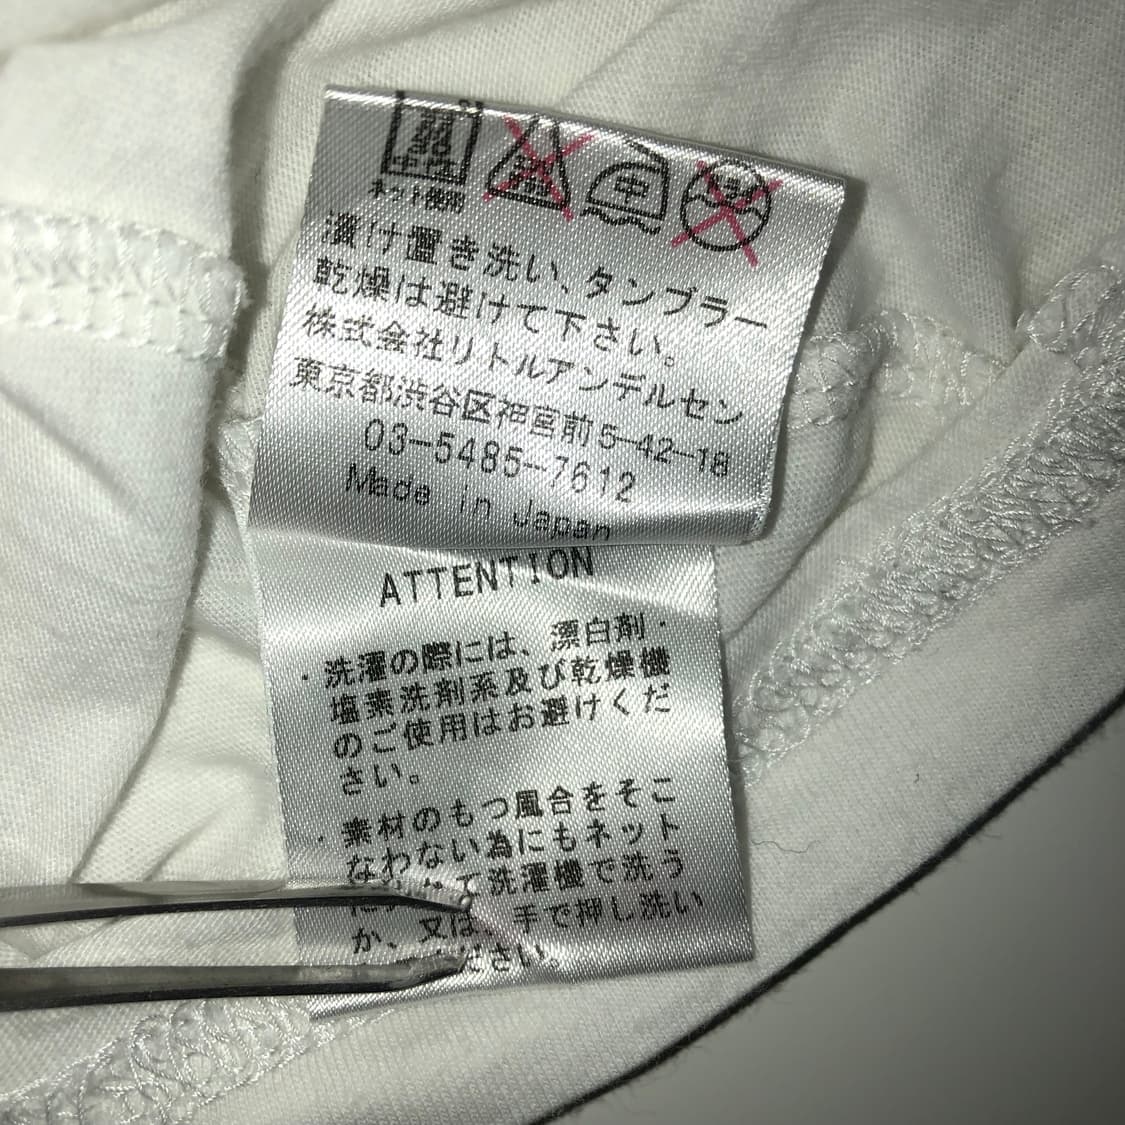 ネット使用
中
漬け置き洗い、タンブラー
乾燥は避けて下さい。
株式会社リトルアンデルセン
東京都渋谷区神宮前5-42-18
03-5485-7612
Made in Japan
ATTENTION
・洗濯の際には、漂白剤・
塩素洗剤系及び乾燥機
のご使用はお避けくだ
さい。
・素材のもつ風合をそこ
なわない為にもネット
て洗濯機で洗う
か、又は、手で押し洗い
ださい。